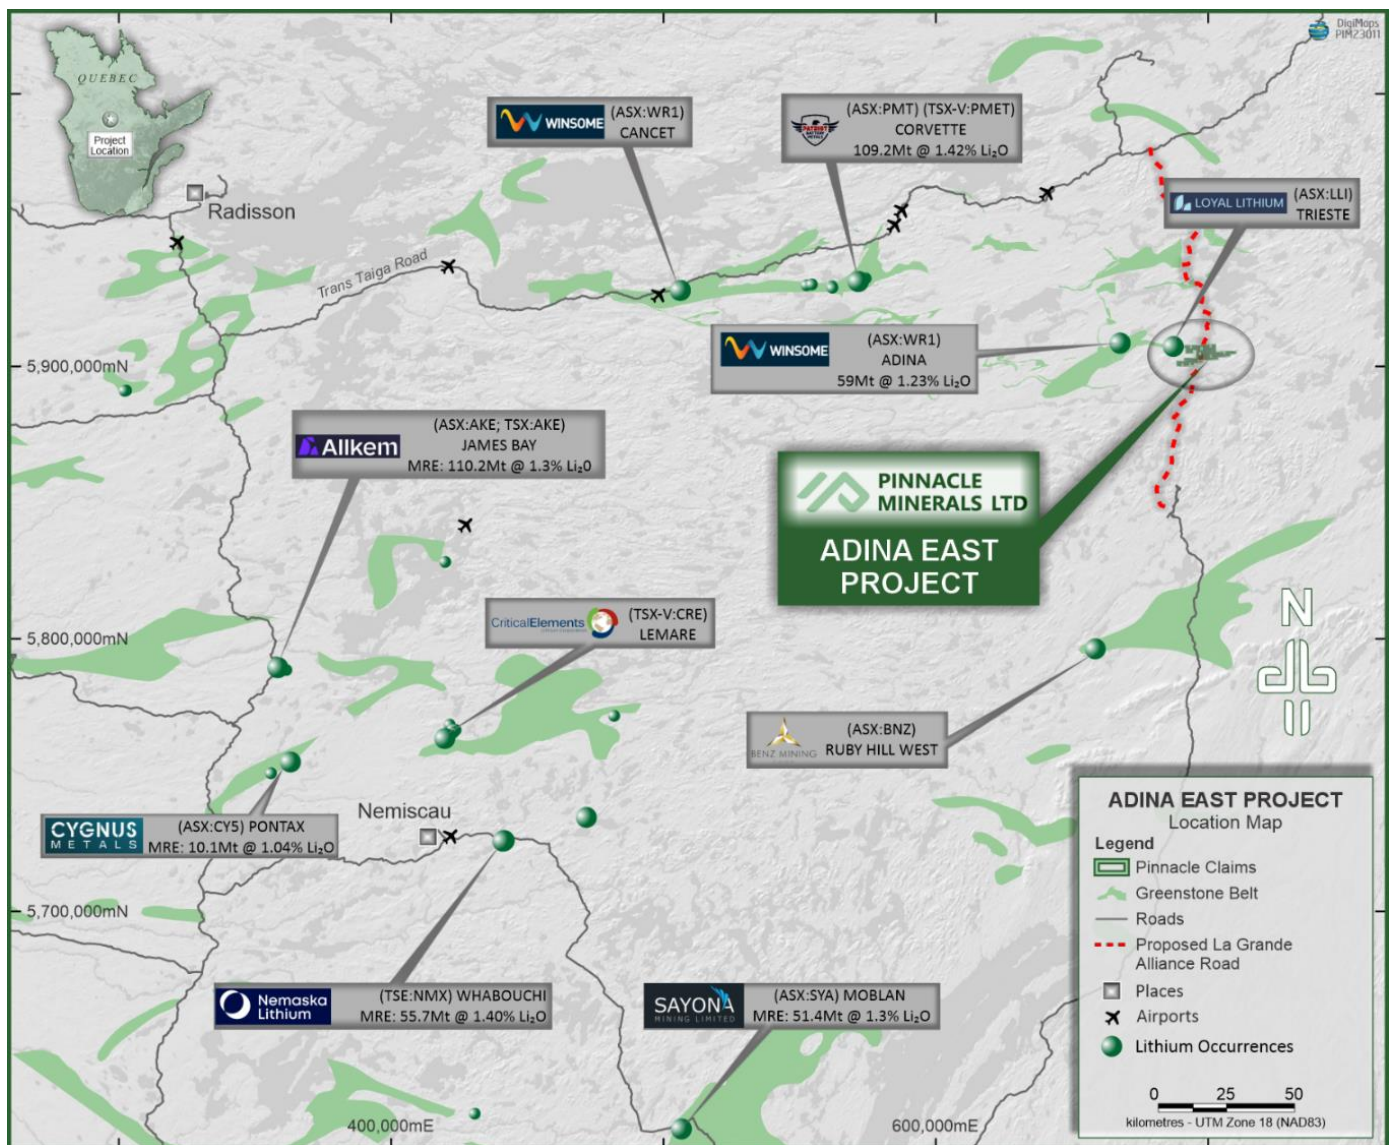 DigiMaps
PIM23011
QUEBEC
Project
Location
WINSOME
(ASX:WR1)
CANCET
PATRIOT
BATTERY
METALS
(ASX:PMT) (TSX-V:PMET)
CORVETTE
109.2Mt @ 1.42% Li₂O
LOYAL LITHIUM
(ASX:LLI)
TRIESTE
Radisson
Trans Taiga Road
WINSOME
(ASX:WR1)
ADINA
59Mt @ 1.23% Li₂O
5,900,000mN
Allkem
(ASX:AKE; TSX:AKE)
JAMES BAY
MRE: 110.2Mt @ 1.3% Li₂0
PINNACLE
MINERALS LTD
ADINA EAST
PROJECT
CriticalElements
(TSX-V:CRE)
LEMARE
5,800,000mN
N
BENZ MINING
(ASX:BNZ)
RUBY HILL WEST
CYGNUS
METALS
(ASX:CY5) PONTAX
MRE: 10.1Mt @ 1.04% Li₂O
Nemiscau
5,700,000mN
Nemaska
Lithium
(TSE:NMX) WHABOUCHI
MRE: 55.7Mt @ 1.40% Li₂O
SAYONA
MINING LIMITED
(ASX:SYA) MOBLAN
MRE: 51.4Mt @ 1.3% Li₂O
ADINA EAST PROJECT
Location Map
Legend
Pinnacle Claims
Greenstone Belt
Roads
Proposed La Grande
Alliance Road
Places
Airports
Lithium Occurrences
0 25 50
kilometres - UTM Zone 18 (NAD83)
400,000mE
600,000mE